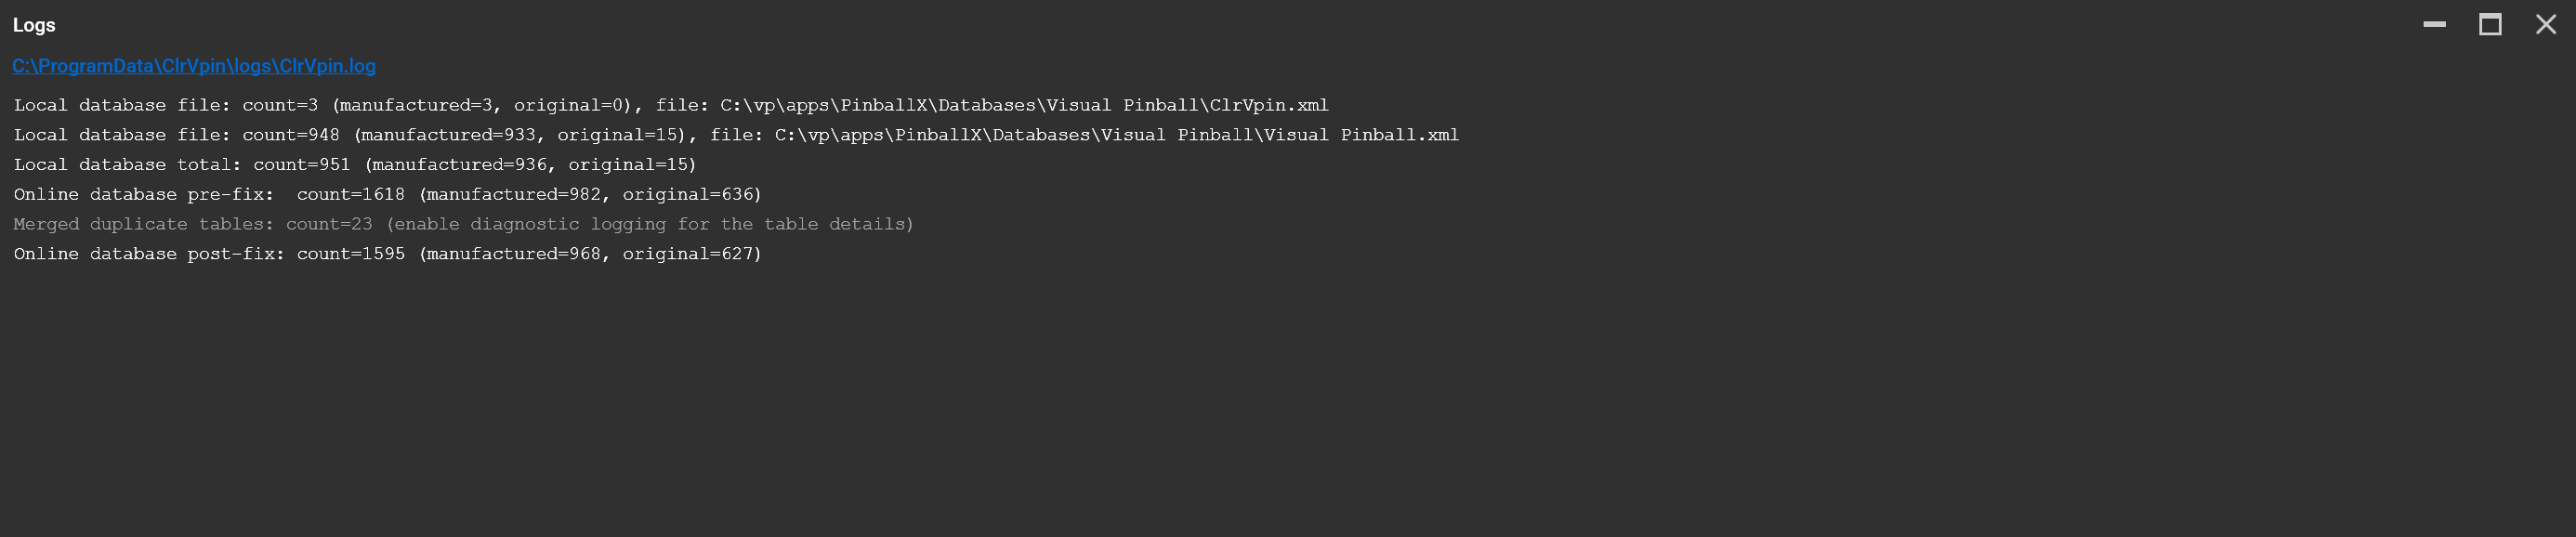 Logs
C:\ProgramData\ClrVpin\logs\ClrVpin.log
Local database file: count=3 (manufactured=3, original=0), file: C:\vp\apps\PinballX\Databases\Visual Pinball\ClrVpin.xml
Local database file: count=948 (manufactured=933, original=15), file: C:\vp\apps\PinballX\Databases\Visual Pinball\Visual Pinball.xml
Local database total: count=951 (manufactured=936, original=15)
Online database pre-fix:  count=1618 (manufactured=982, original=636)
Merged duplicate tables: count=23 (enable diagnostic logging for the table details)
Online database post-fix: count=1595 (manufactured=968, original=627)